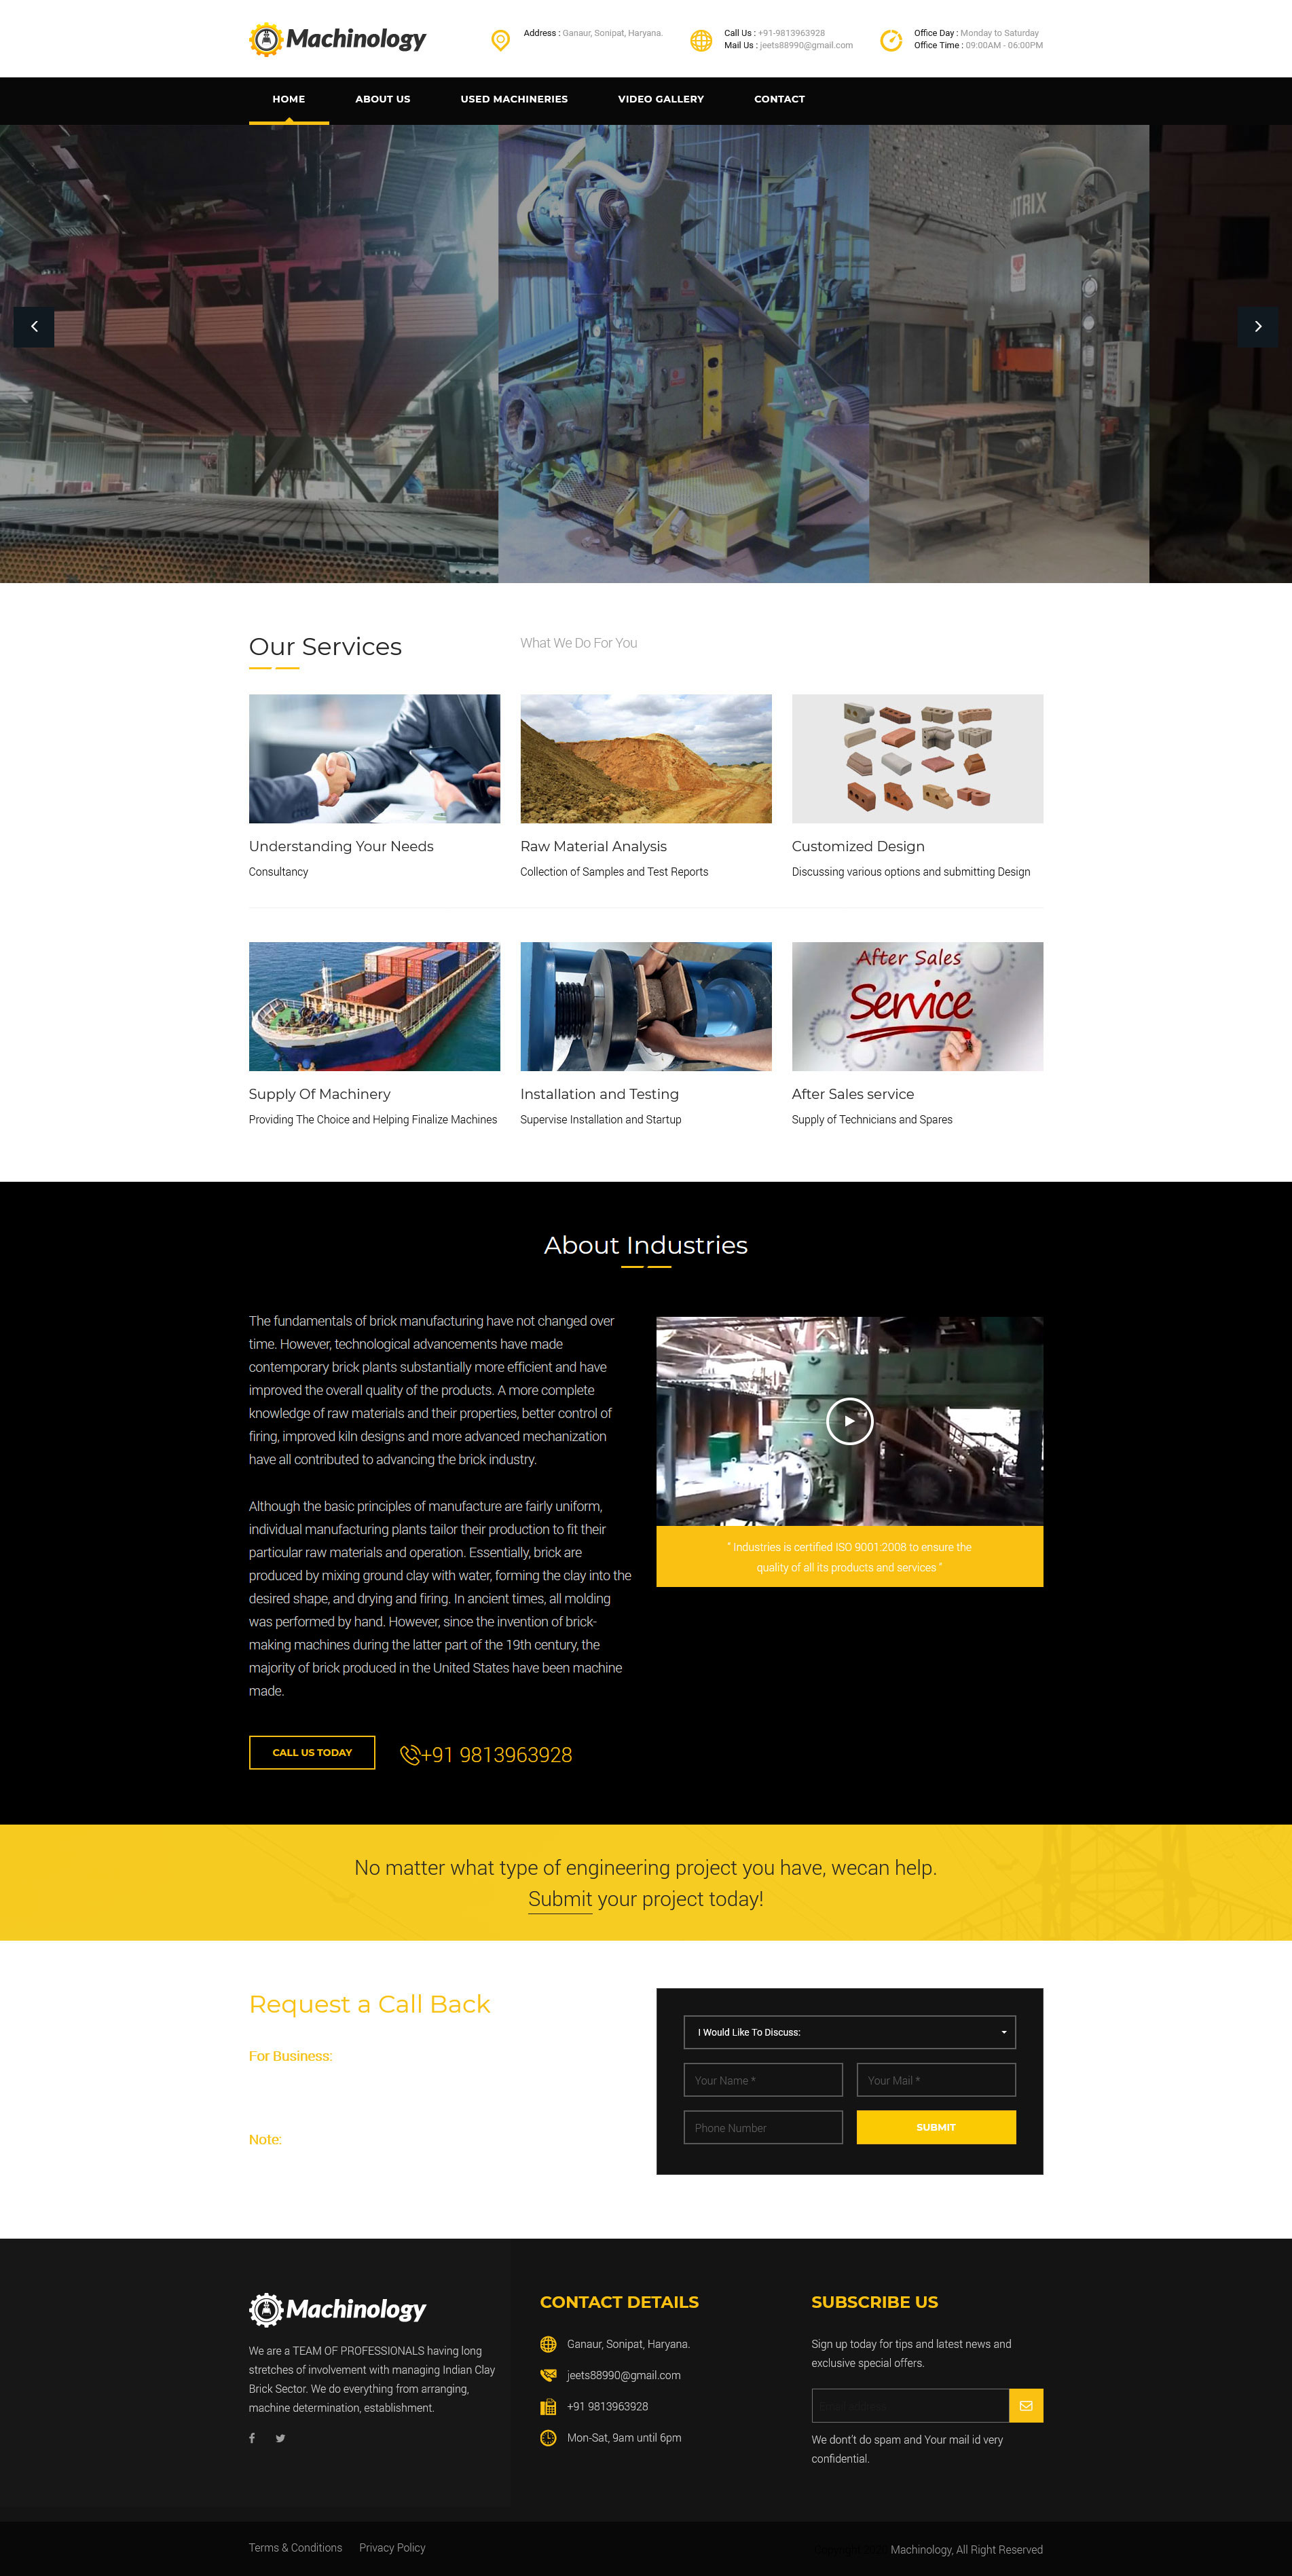 Machinology
Address : Ganaur, Sonipat, Haryana.
Call Us : +91-9813963928
Mail Us : jeets88990@gmail.com
Office Day : Monday to Saturday
Office Time : 09:00AM - 06:00PM
HOME
ABOUT US
USED MACHINERIES
VIDEO GALLERY
CONTACT
Our Services
What We Do For You
Understanding Your Needs
Consultancy
Raw Material Analysis
Collection of Samples and Test Reports
Customized Design
Discussing various options and submitting Design
After Sales
Service
Supply Of Machinery
Providing The Choice and Helping Finalize Machines
Installation and Testing
Supervise Installation and Startup
After Sales service
Supply of Technicians and Spares
About Industries
The fundamentals of brick manufacturing have not changed over
time. However, technological advancements have made
contemporary brick plants substantially more efficient and have
improved the overall quality of the products. A more complete
knowledge of raw materials and their properties, better control of
firing, improved kiln designs and more advanced mechanization
have all contributed to advancing the brick industry.
Although the basic principles of manufacture are fairly uniform,
individual manufacturing plants tailor their production to fit their
particular raw materials and operation. Essentially, brick are
produced by mixing ground clay with water, forming the clay into the
desired shape, and drying and firing. In ancient times, all molding
was performed by hand. However, since the invention of brick-
making machines during the latter part of the 19th century, the
majority of brick produced in the United States have been machine
made.
" Industries is certified ISO 9001:2008 to ensure the
quality of all its products and services "
CALL US TODAY
+91 9813963928
No matter what type of engineering project you have, wecan help.
Submit your project today!
Request a Call Back
For Business:
Note:
I Would Like To Discuss:
Your Name *
Your Mail *
Phone Number
SUBMIT
Machinology
We are a TEAM OF PROFESSIONALS having long
stretches of involvement with managing Indian Clay
Brick Sector. We do everything from arranging,
machine determination, establishment.
CONTACT DETAILS
Ganaur, Sonipat, Haryana.
jeets88990@gmail.com
+91 9813963928
Mon-Sat, 9am until 6pm
SUBSCRIBE US
Sign up today for tips and latest news and
exclusive special offers.
We dont't do spam and Your mail id very
confidential.
Terms & Conditions
Privacy Policy
Machinology, All Right Reserved